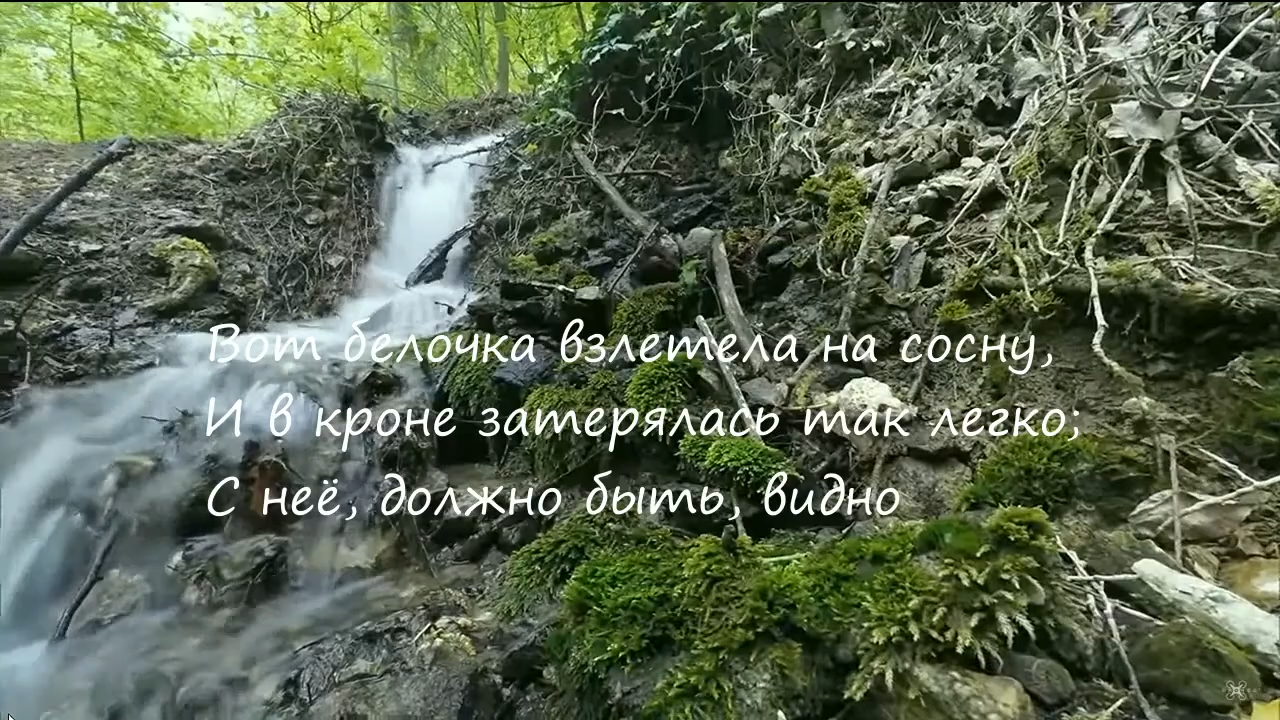 Вот белочка взлетела на сосну,
И в кроне затерялась так легко;
С неё, должно быть, видно